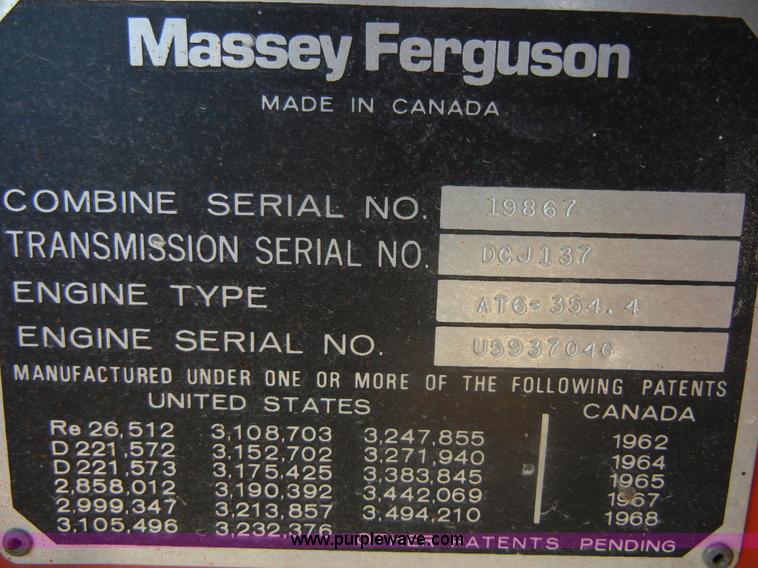 Massey Ferguson
MADE IN CANADA
COMBINE SERIAL NO. 19867
TRANSMISSION SERIAL NO. DCJ137
ENGINE TYPE AT6-354.4
ENGINE SERIAL NO. U593704G
MANUFACTURED UNDER ONE OR MORE OF THE FOLLOWING PATENTS
UNITED STATES CANADA
Re 26,512 3,108,703 3,247,855 1962
D 221,572 3,152,702 3,271,940 1964
D 221,573 3,175,425 3,383,845 1965
2,858,012 3,190,392 3,442,069 1967
2,999,347 3,213,857 3,494,210 1968
3,105,496 3,232,376 PATENTS PENDING
www.purplewave.com